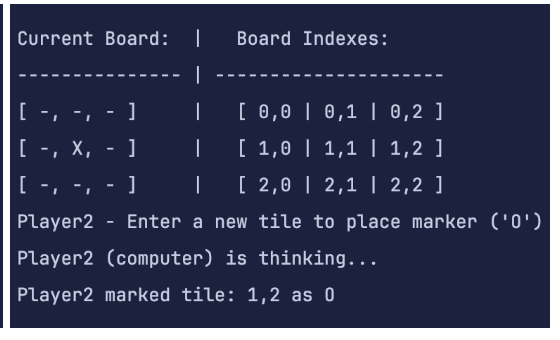 Current Board:  |   Board Indexes:
--------------- | ---------------------
[ -, -, - ]     |   [ 0,0 | 0,1 | 0,2 ]
[ -, X, - ]     |   [ 1,0 | 1,1 | 1,2 ]
[ -, -, - ]     |   [ 2,0 | 2,1 | 2,2 ]
Player2 - Enter a new tile to place marker ('O')
Player2 (computer) is thinking...
Player2 marked tile: 1,2 as O